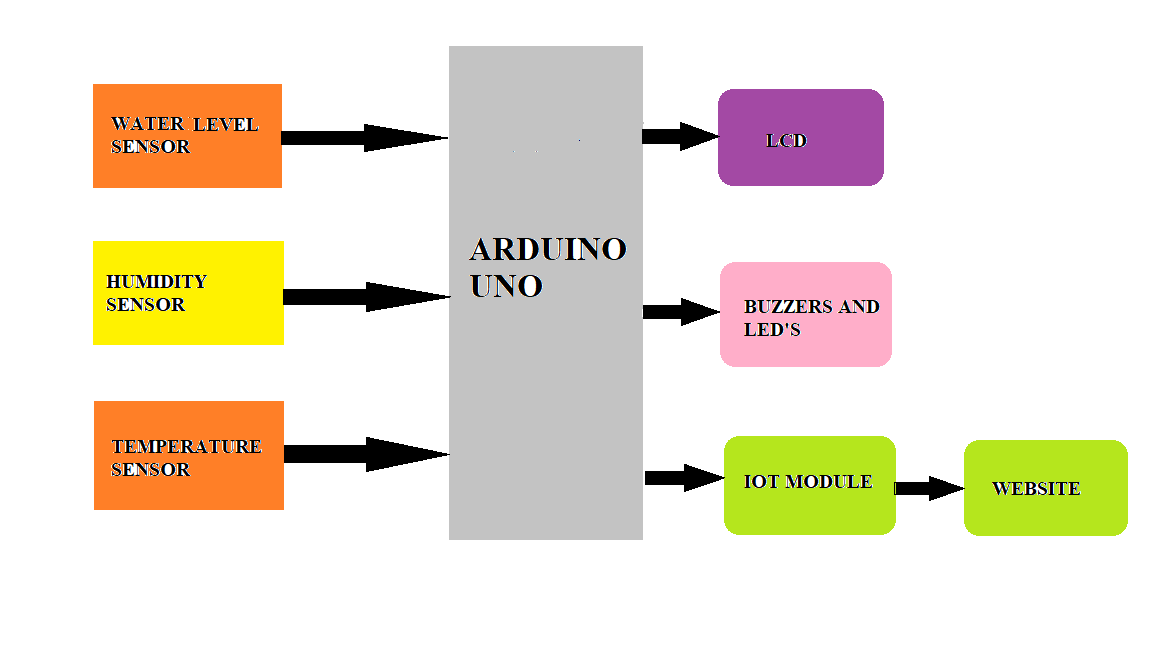 WATER LEVEL
SENSOR
HUMIDITY
SENSOR
TEMPERATURE
SENSOR
ARDUINO
UNO
LCD
BUZZERS AND
LED'S
IOT MODULE
WEBSITE